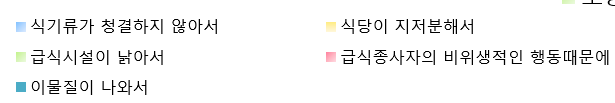 식기류가 청결하지 않아서
식당이 지저분해서
급식시설이 낡아서
급식종사자의 비위생적인 행동때문에
이물질이 나와서